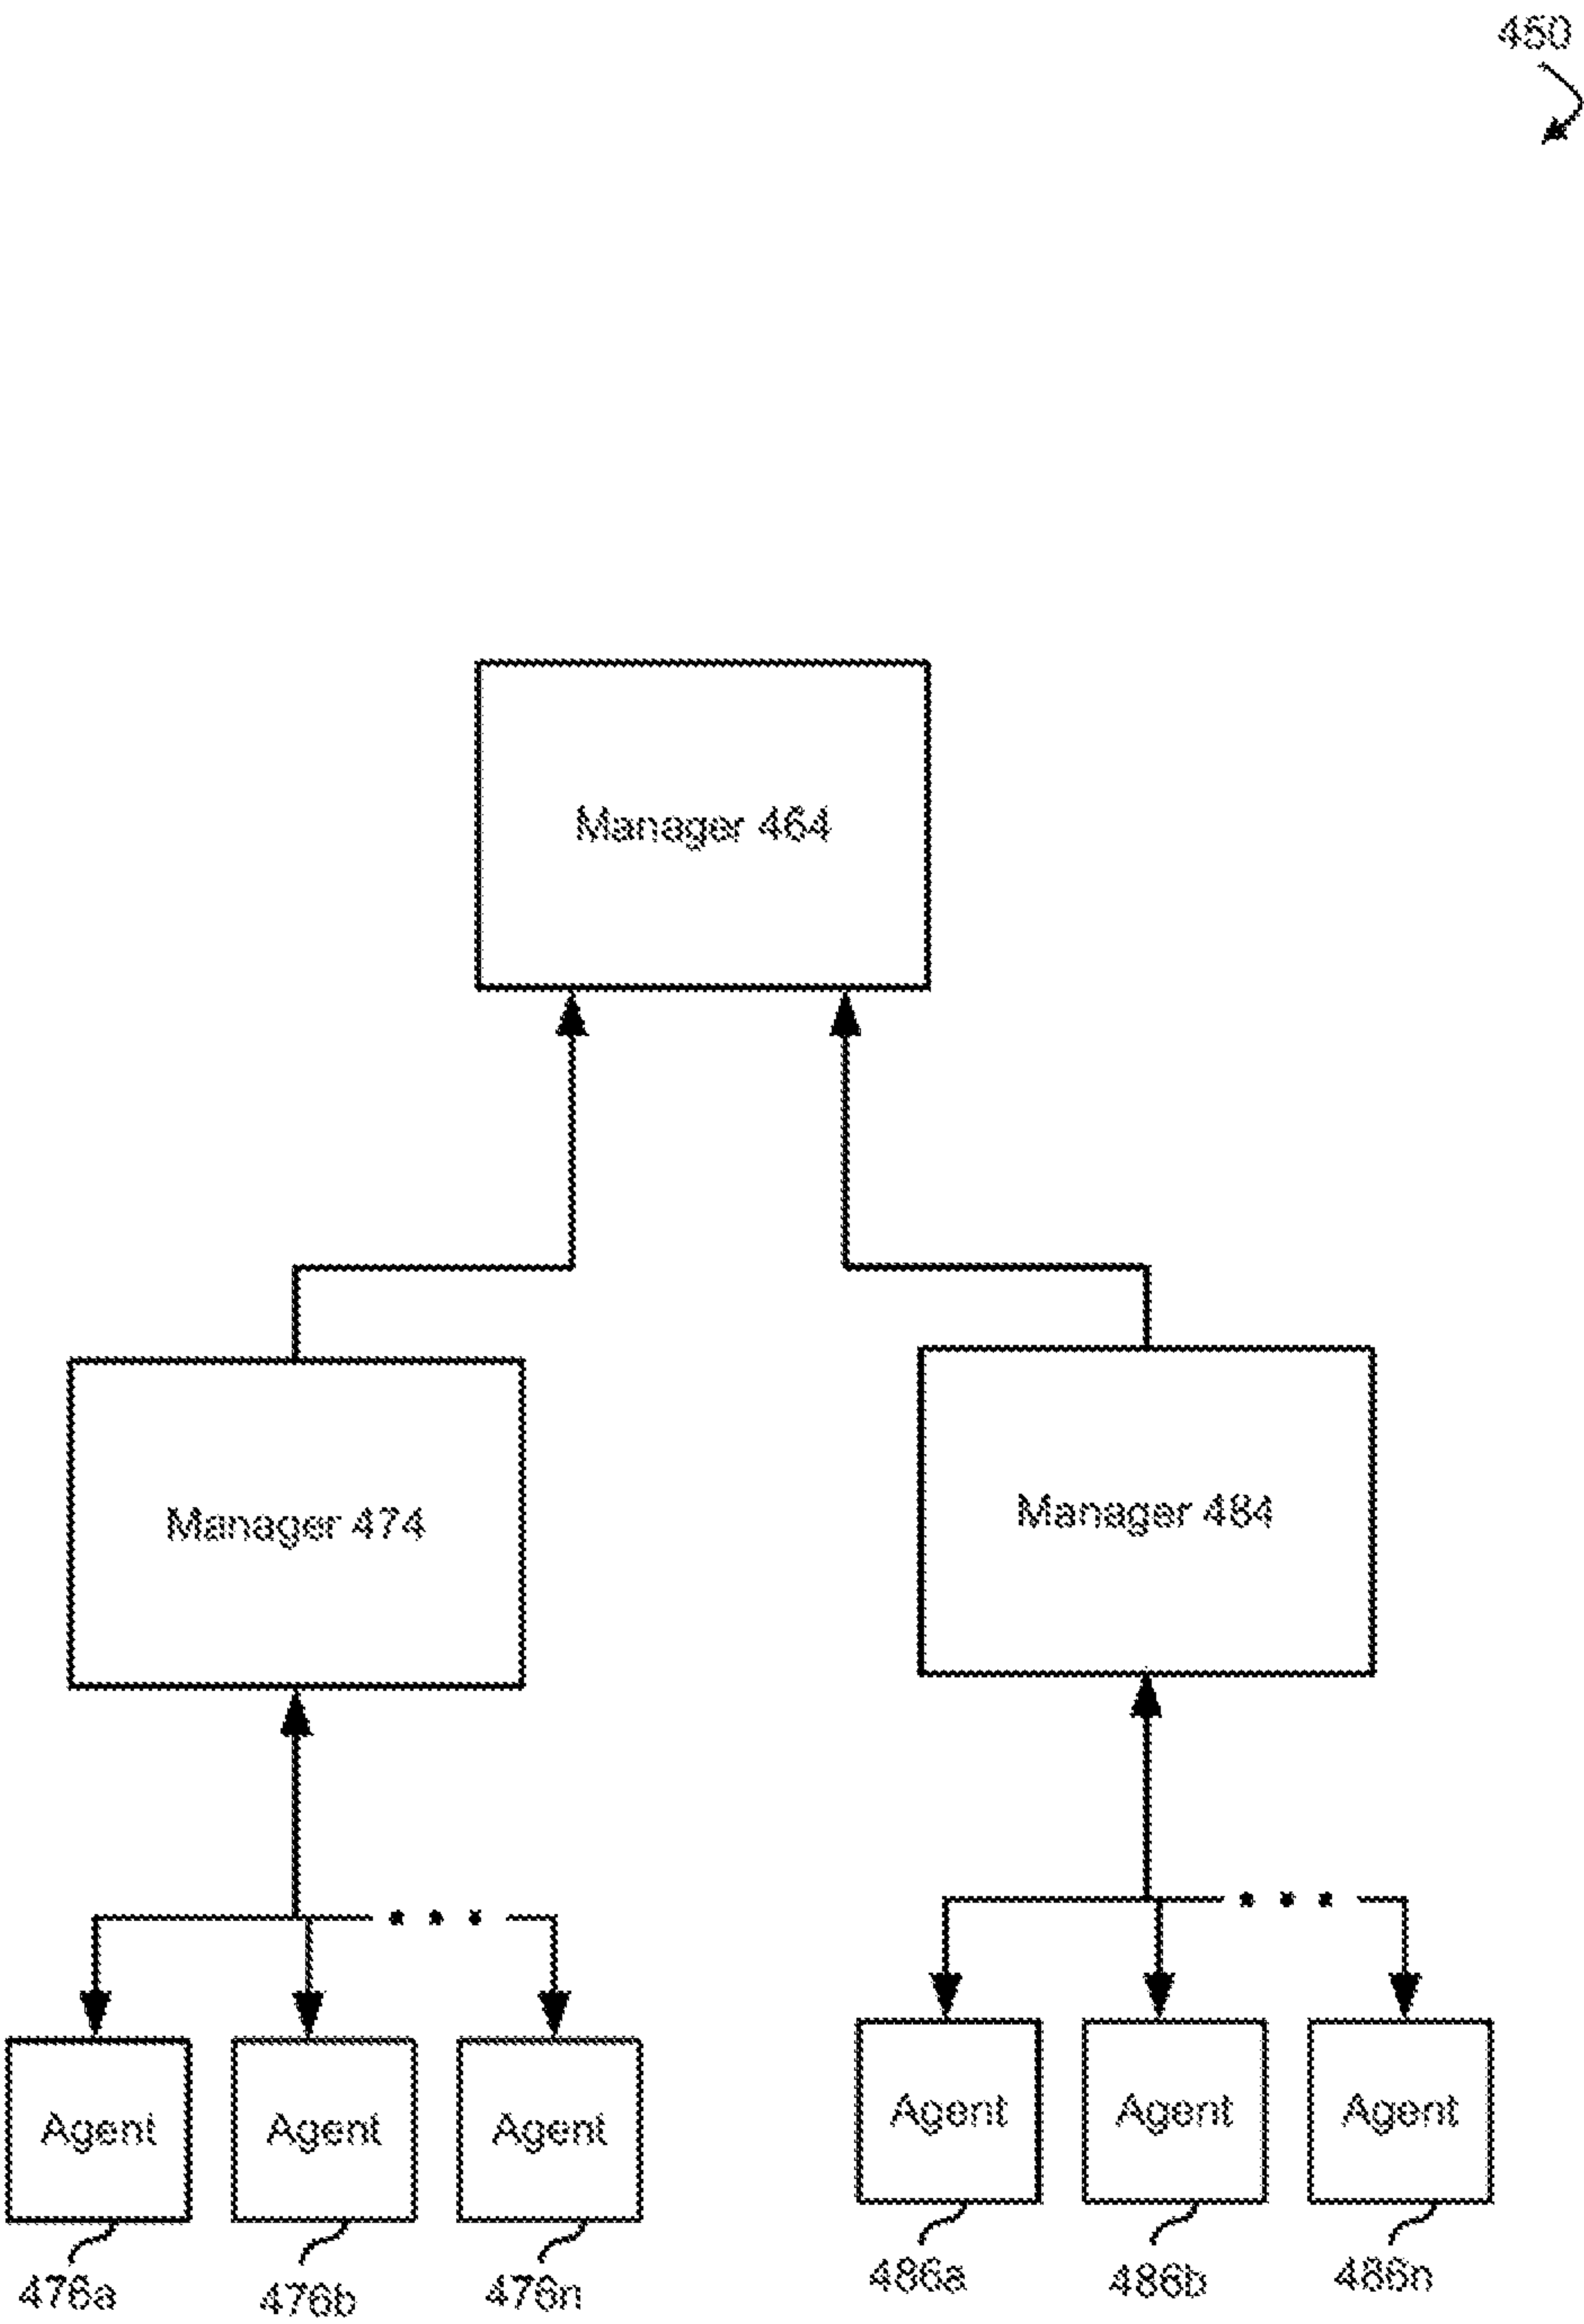 450
Manager 464
Manager 474
Manager 484
Agent
Agent
Agent
Agent
Agent
Agent
476a
476b
476n
486a
486b
486n